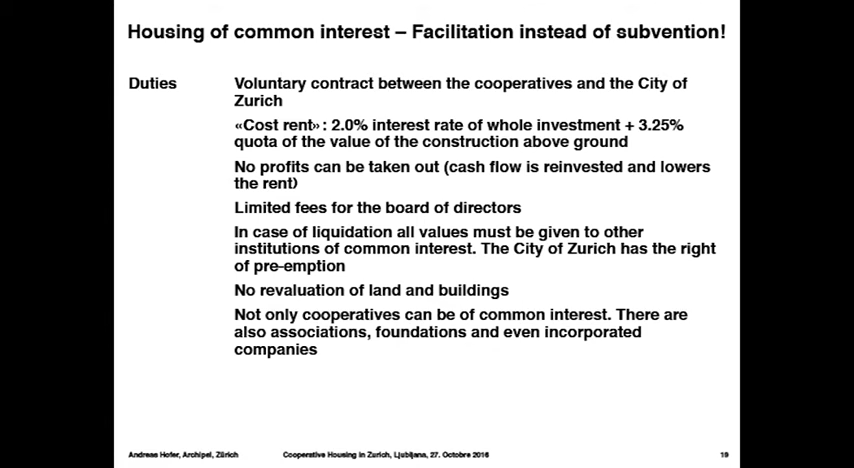 Housing of common interest – Facilitation instead of subvention!
Duties
Voluntary contract between the cooperatives and the City of
Zurich
«Cost rent»: 2.0% interest rate of whole investment + 3.25%
quota of the value of the construction above ground
No profits can be taken out (cash flow is reinvested and lowers
the rent)
Limited fees for the board of directors
In case of liquidation all values must be given to other
institutions of common interest. The City of Zurich has the right
of pre-emption
No revaluation of land and buildings
Not only cooperatives can be of common interest. There are
also associations, foundations and even incorporated
companies
Andreas Hofer, Archipel, Zürich
Cooperative Housing in Zurich, Ljubljana, 27. Octobre 2016
19